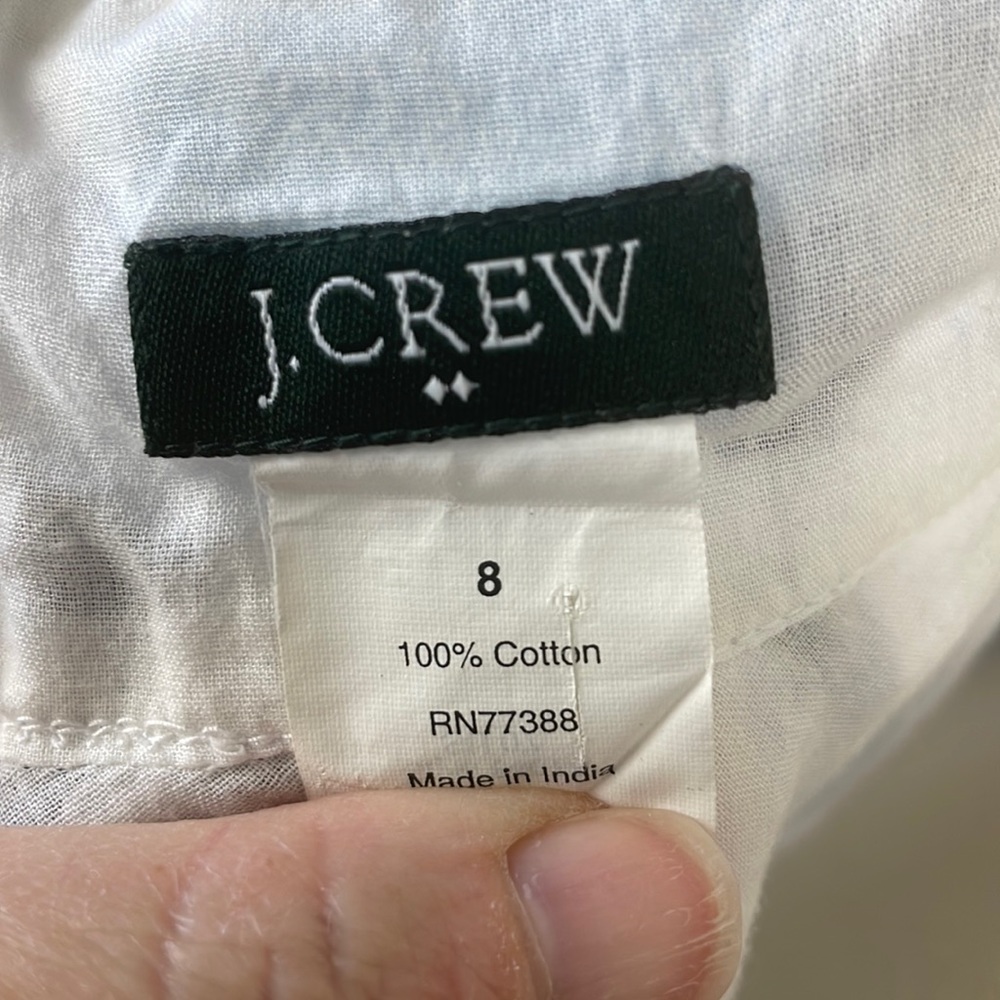 J.CREW
8
100% Cotton
RN77388
Made in India